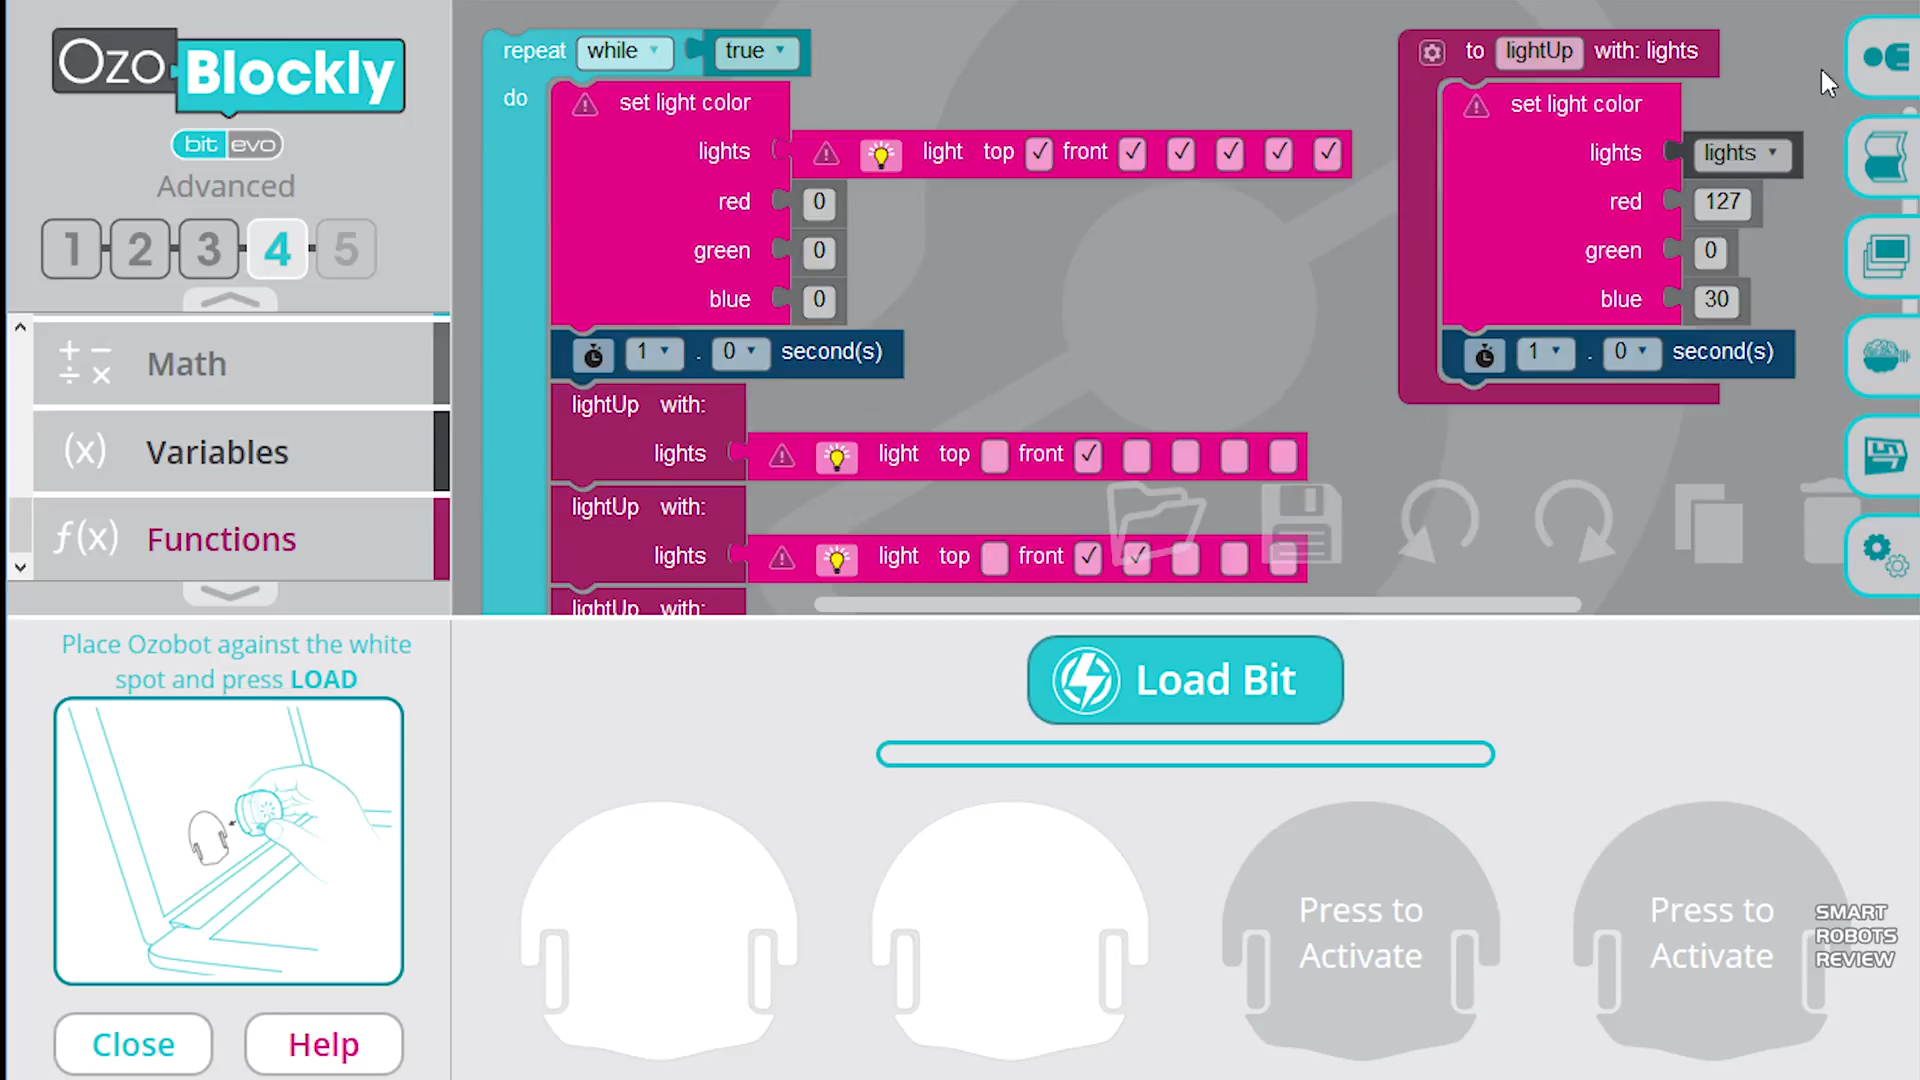 Ozo
Blockly
bit evo
Advanced
1 2 3 4 5
Math
(x) Variables
f(x) Functions
Place Ozobot against the white
spot and press LOAD
Close Help
repeat while true
do
set light color
lights light top front
red 0
green 0
blue 0
1 . 0 second(s)
lightUp with:
lights light top front
lightUp with:
lights light top front
lightUp with:
to lightUp with: lights
set light color
lights lights
red 127
green 0
blue 30
1 . 0 second(s)
Load Bit
Press to
Activate
Press to
Activate
SMART
ROBOTS
REVIEW